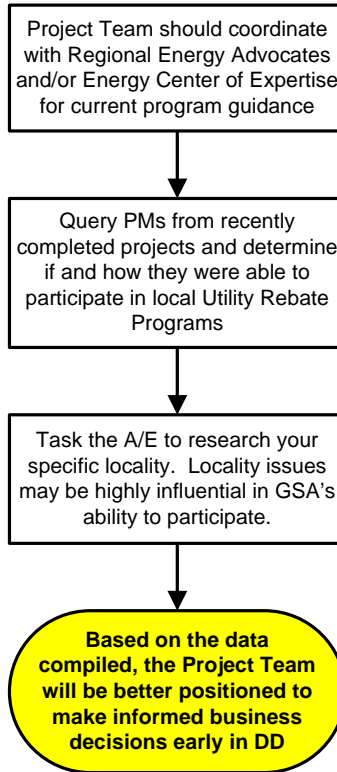 Project Team should coordinate
with Regional Energy Advocates
and/or Energy Center of Expertise
for current program guidance
Query PMs from recently
completed projects and determine
if and how they were able to
participate in local Utility Rebate
Programs
Task the A/E to research your
specific locality.  Locality issues
may be highly influential in GSA's
ability to participate.
Based on the data
compiled, the Project Team
will be better positioned to
make informed business
decisions early in DD